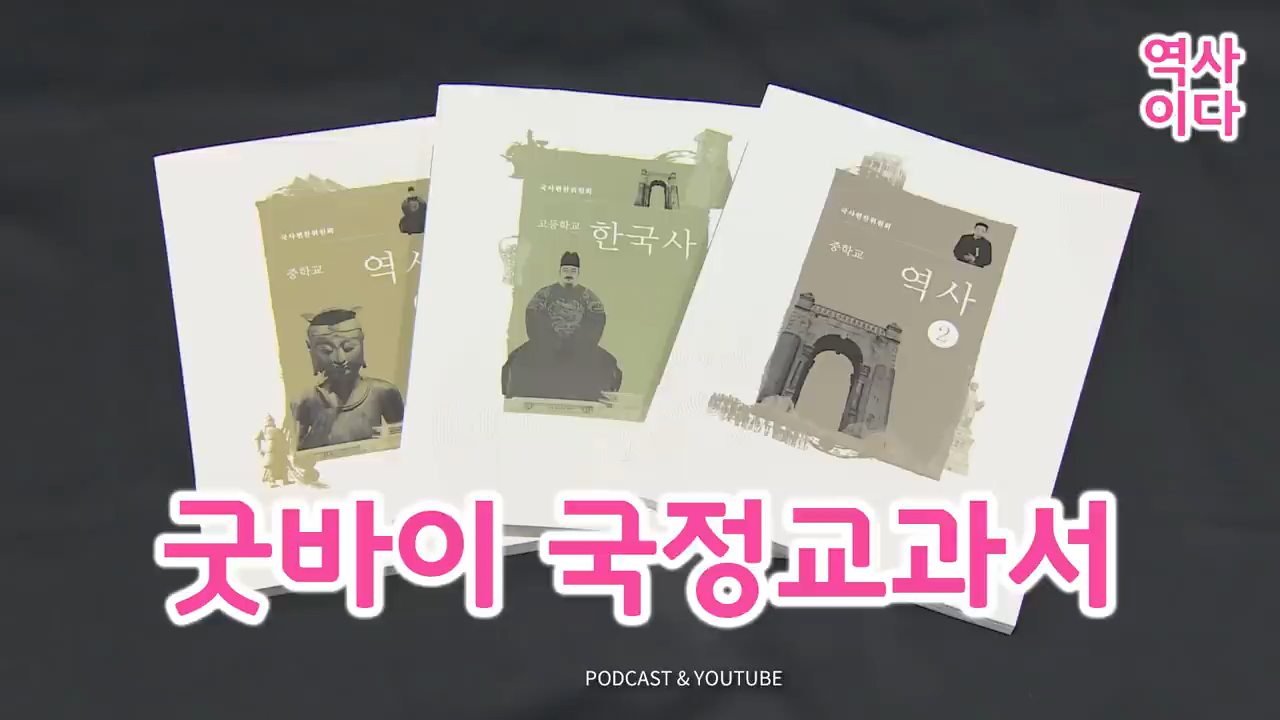 역사
이다
국사편찬위원회
중학교
역사
국사편찬위원회
고등학교 한국사
국사편찬위원회
중학교
역사
2
굿바이 국정교과서
PODCAST & YOUTUBE